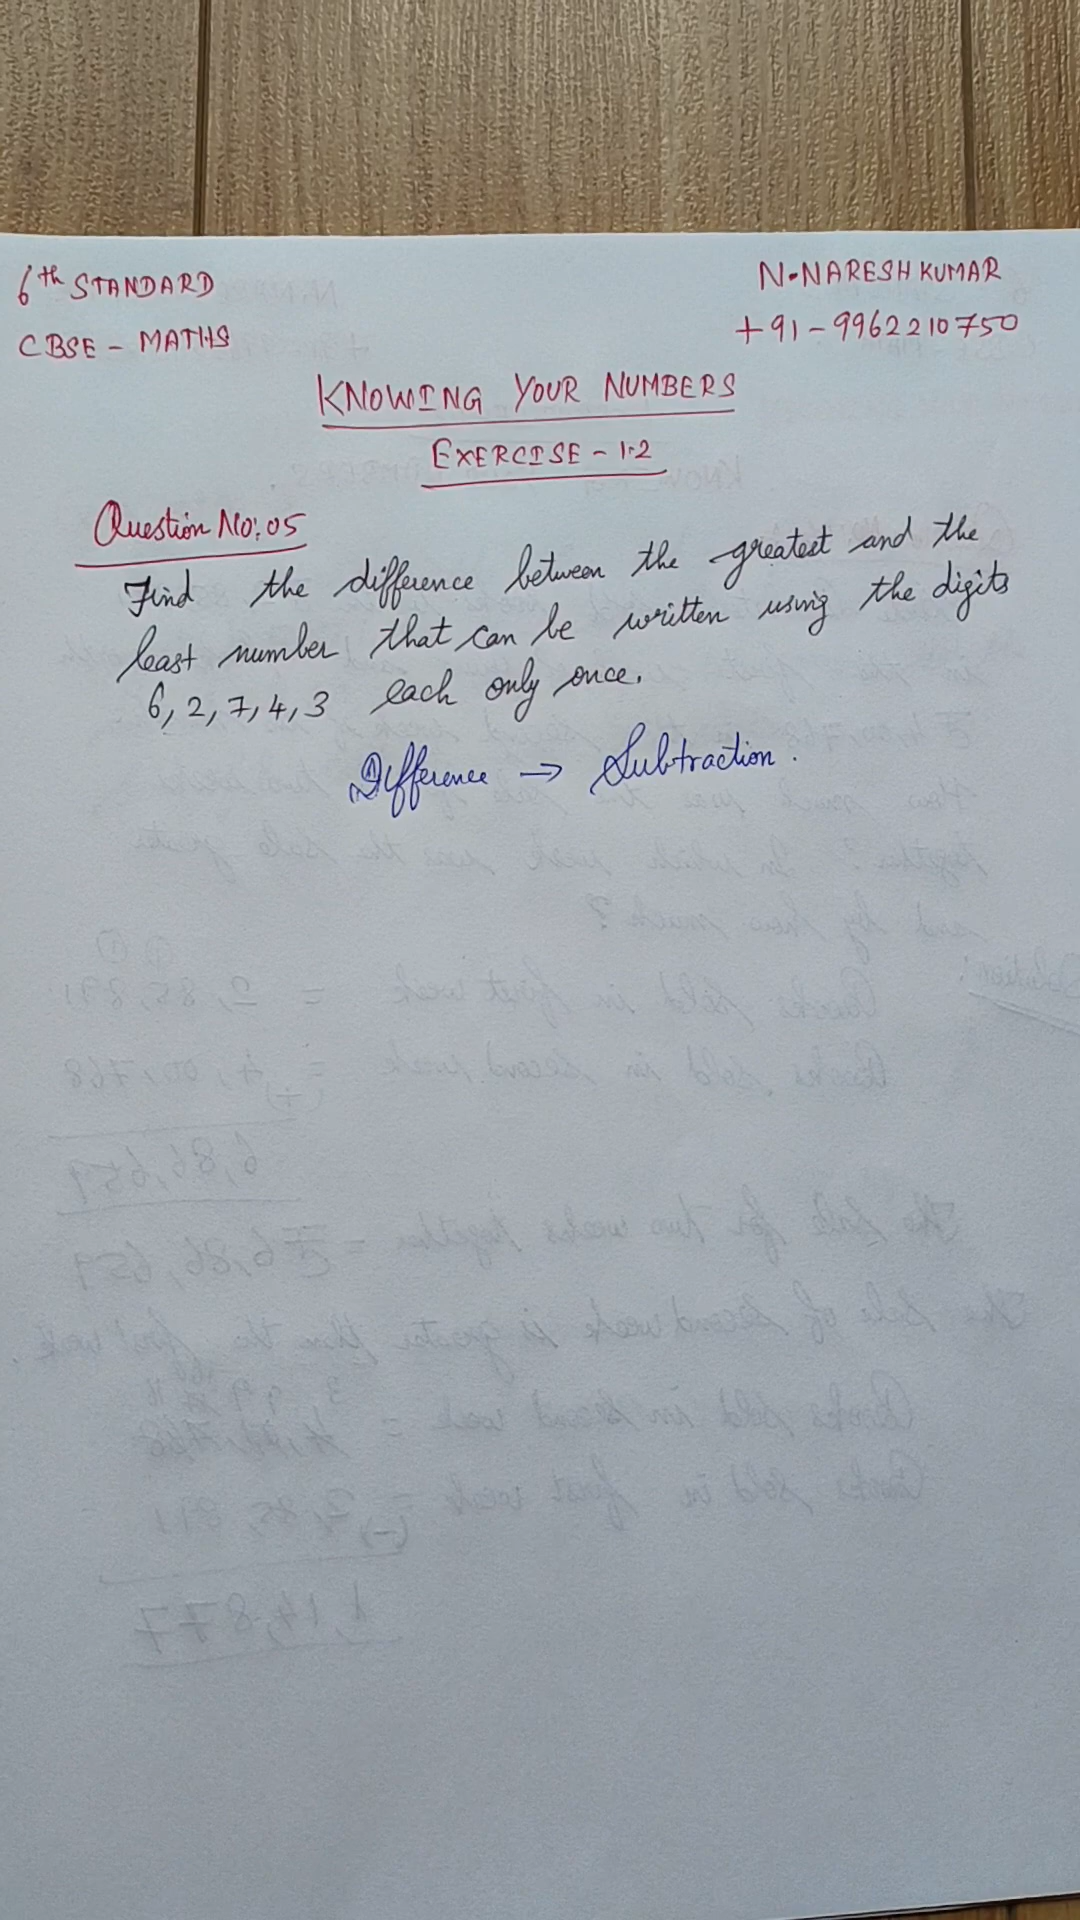 6th STANDARD
N. NARESH KUMAR
CBSE - MATHS
+91-9962210750
KNOWING YOUR NUMBERS
EXERCISE - 1.2
Question No: 05
Find the difference between the greatest and the
least number that can be written using the digits
6, 2, 7, 4, 3 each only once.
Difference → Subtraction.